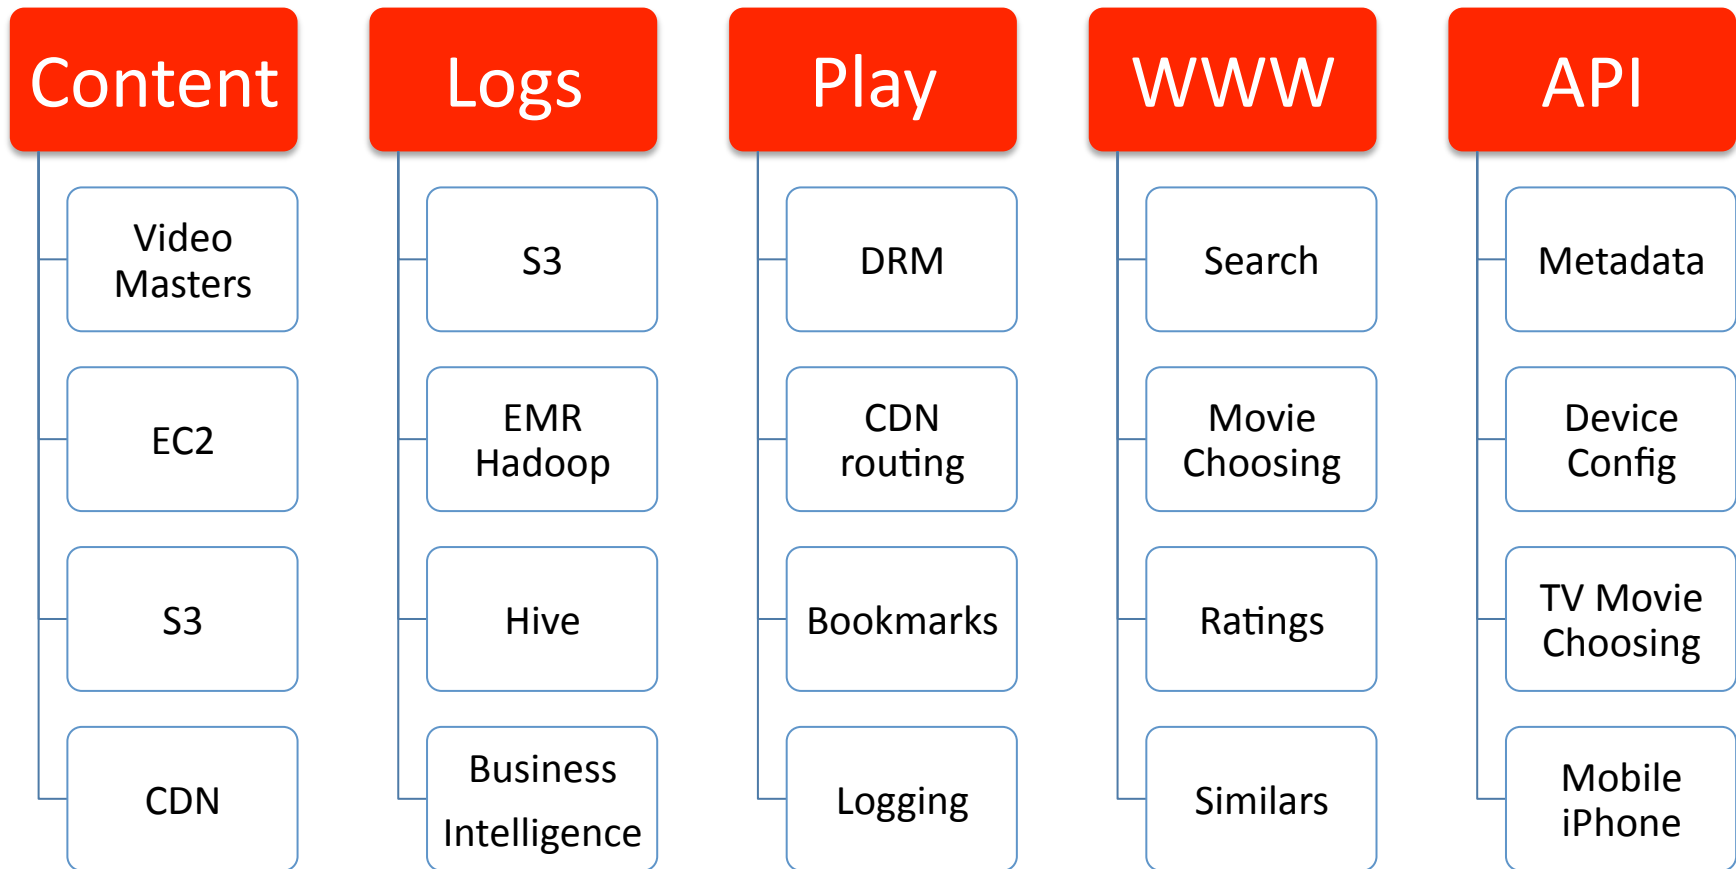 Content
Video
Masters
EC2
S3
CDN
Logs
S3
EMR
Hadoop
Hive
Business
Intelligence
Play
DRM
CDN
routing
Bookmarks
Logging
WWW
Search
Movie
Choosing
Ratings
Similars
API
Metadata
Device
Config
TV Movie
Choosing
Mobile
iPhone